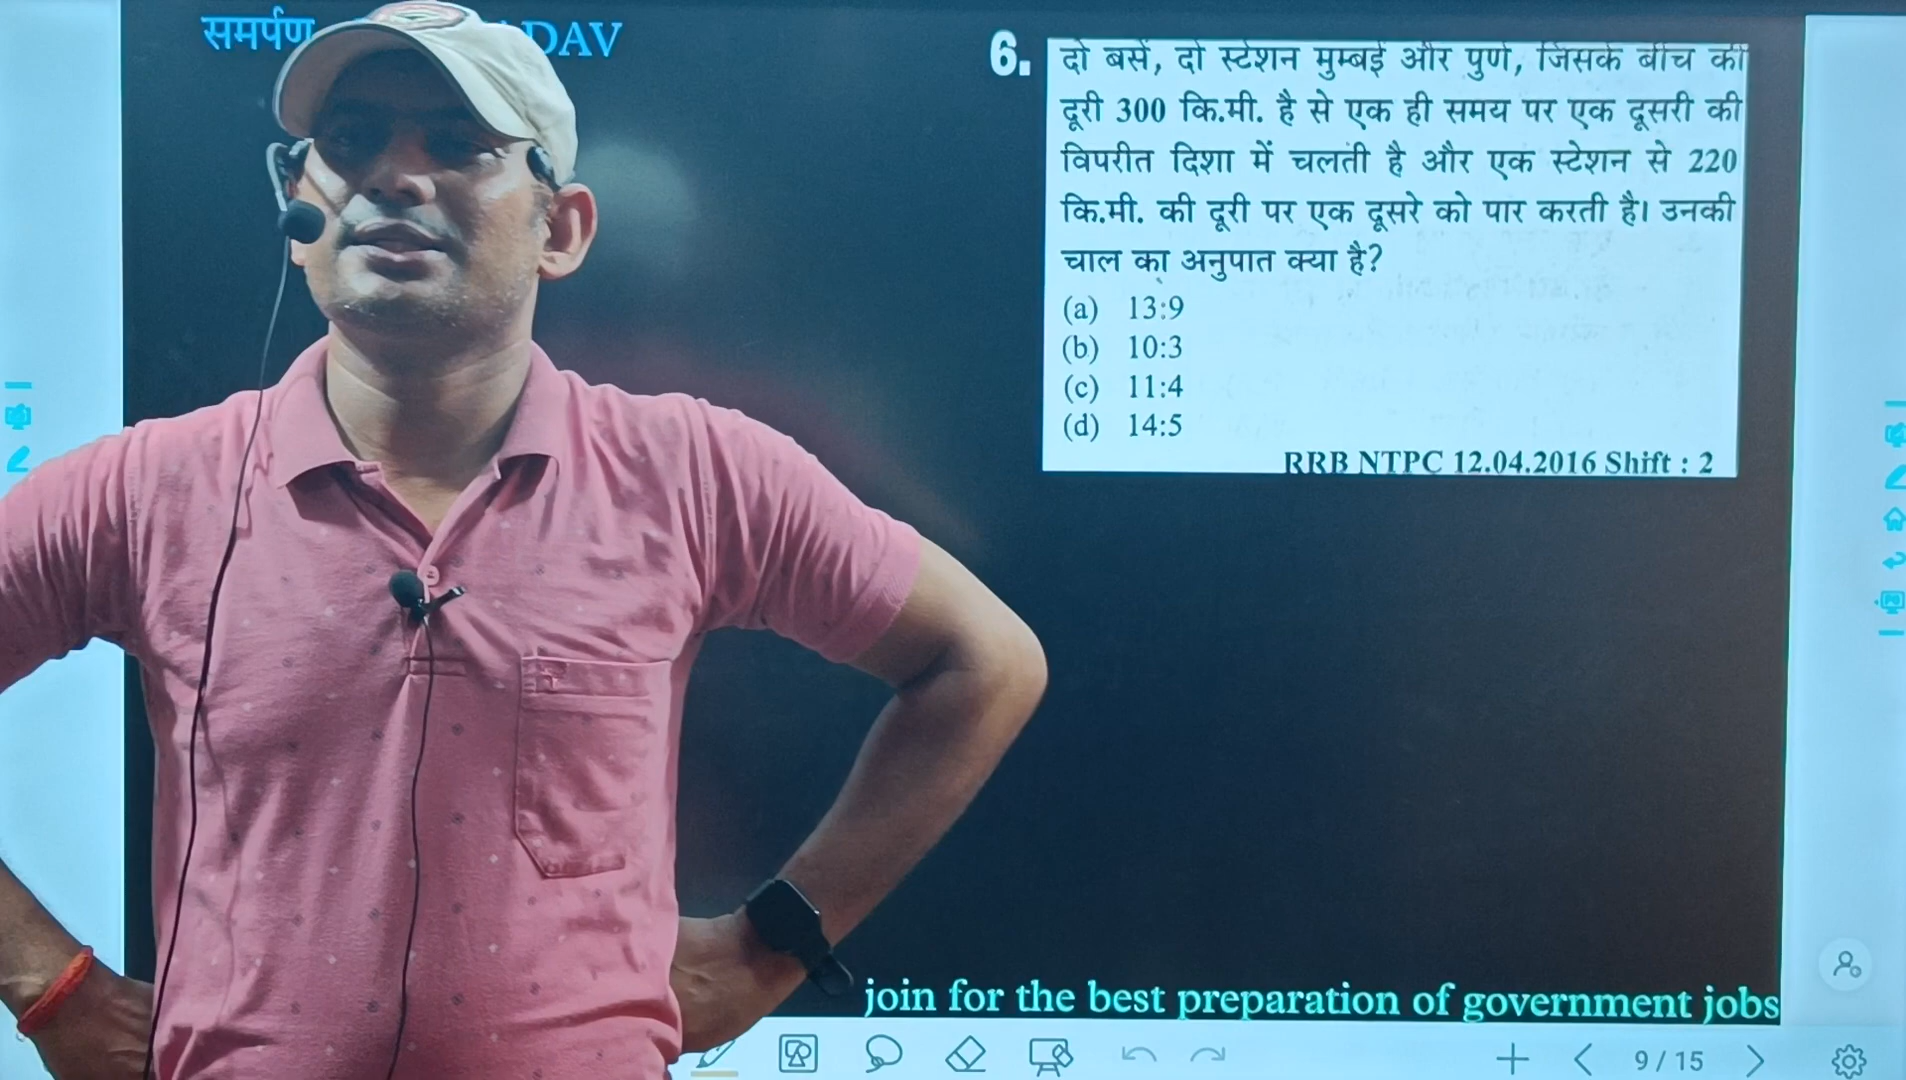 समर्पण DAV
6. दो बसें, दो स्टेशन मुम्बई और पुणे, जिसके बीच की
दूरी 300 कि.मी. है से एक ही समय पर एक दूसरी की
विपरीत दिशा में चलती है और एक स्टेशन से 220
कि.मी. की दूरी पर एक दूसरे को पार करती है। उनकी
चाल का अनुपात क्या है?
(a) 13:9
(b) 10:3
(c) 11:4
(d) 14:5
RRB NTPC 12.04.2016 Shift : 2
join for the best preparation of government jobs
9 / 15